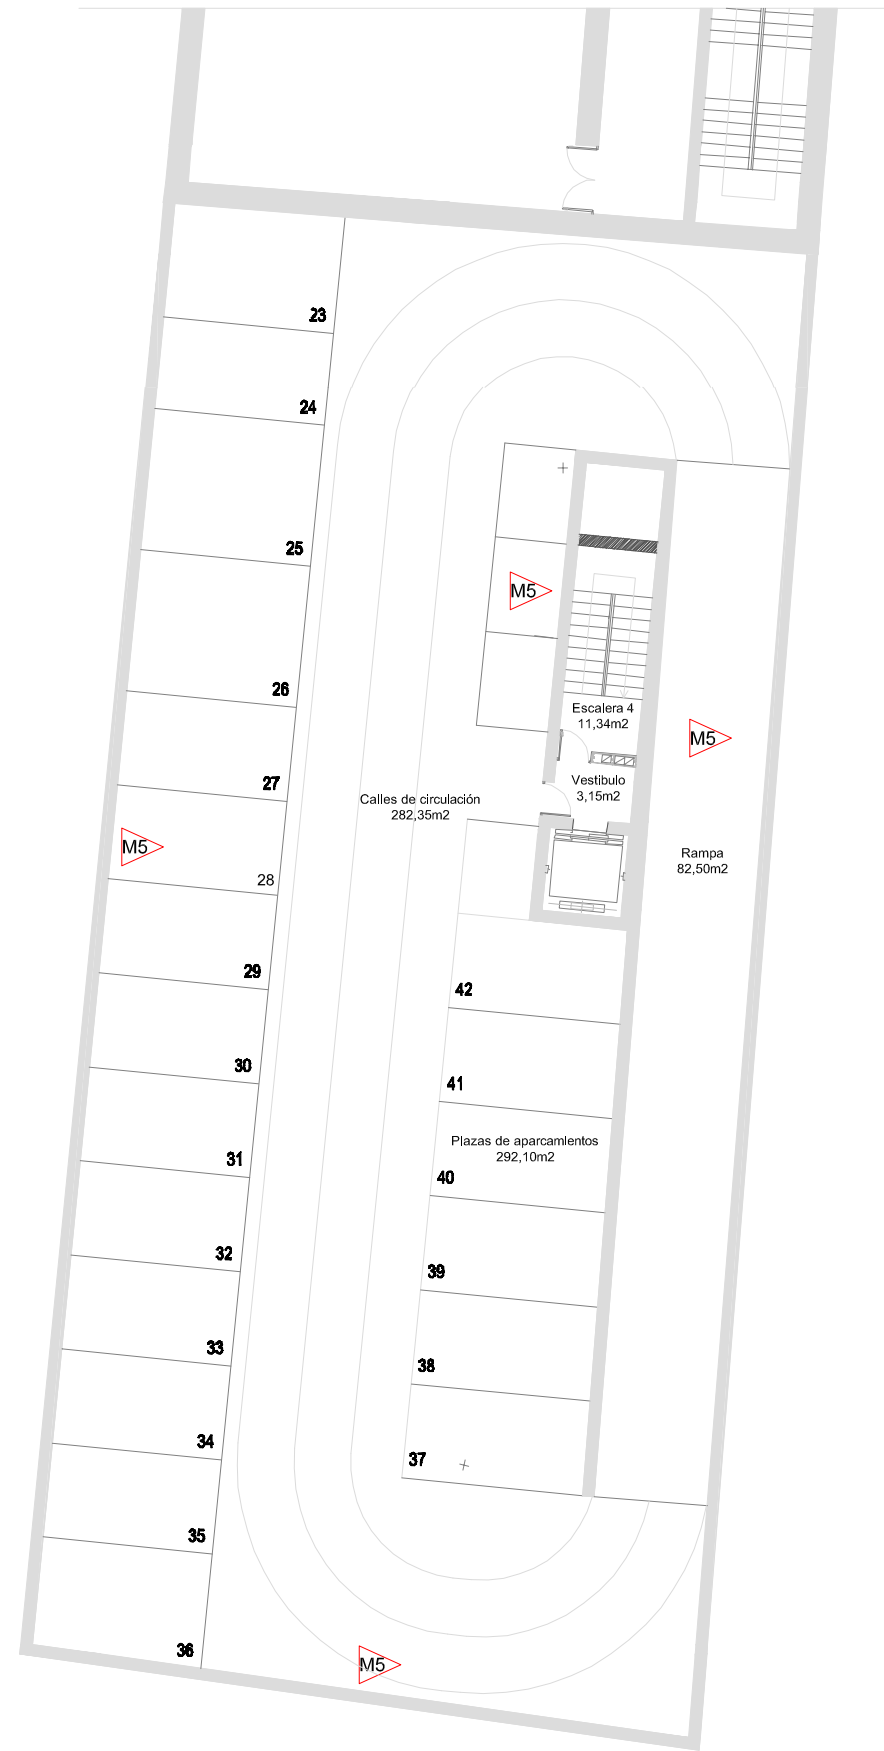 23
24
25
M5
26
Escalera 4
11,34m2
M5
27
Vestibulo
3,15m2
Calles de circulación
282,35m2
M5
Rampa
82,50m2
28
29
42
30
41
Plazas de aparcamientos
292,10m2
31
40
32
39
33
38
34
37
35
36
M5